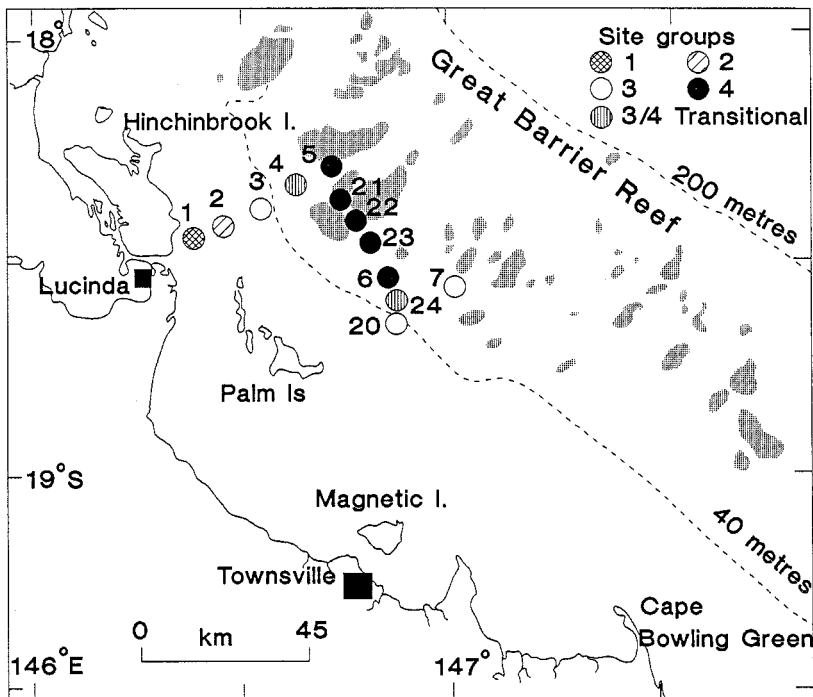 18°
Site groups
1 2
3 4
3/4 Transitional
Great Barrier Reef
Hinchinbrook I.
200 metres
5
4
21
3
22
2
1
23
6
7
24
20
Lucinda
Palm Is
19°S
Magnetic I.
40 metres
Townsville
Cape
Bowling Green
0 km 45
146°E
147°